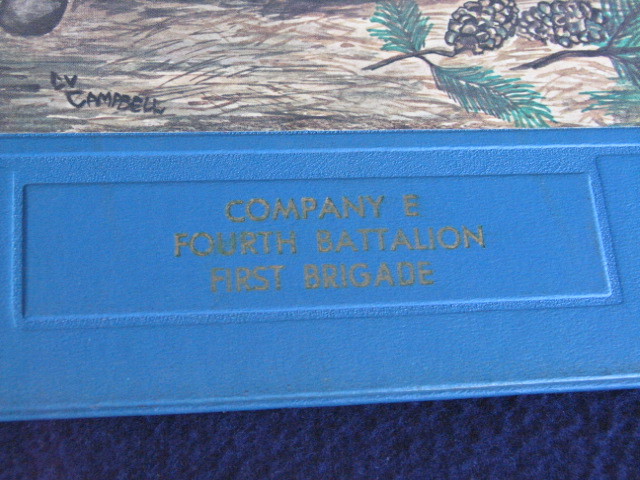 LV
CAMPBELL
COMPANY E
FOURTH BATTALION
FIRST BRIGADE